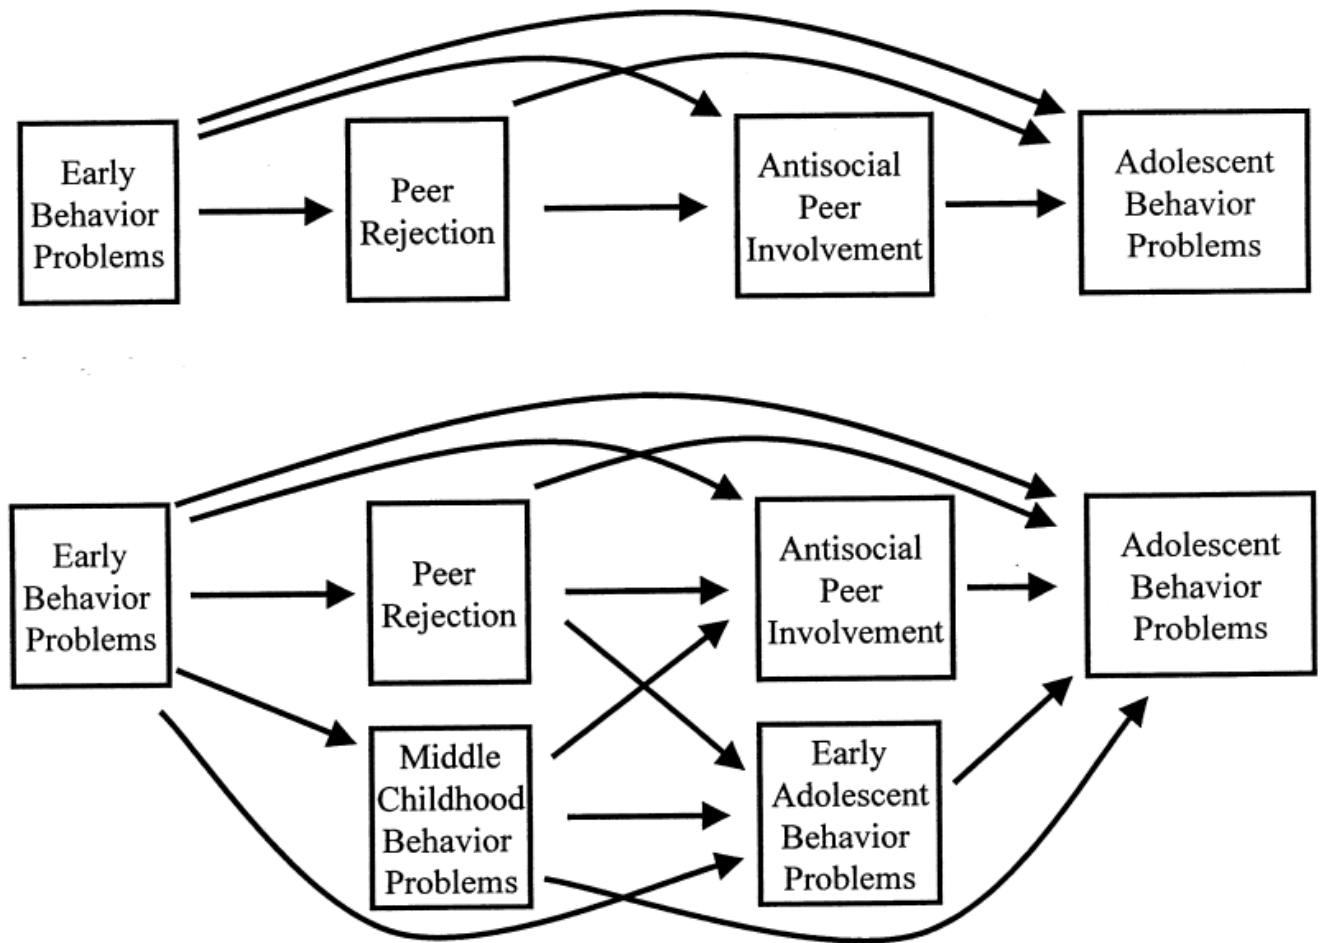 Early
Behavior
Problems
Peer
Rejection
Antisocial
Peer
Involvement
Adolescent
Behavior
Problems
Early
Behavior
Problems
Peer
Rejection
Antisocial
Peer
Involvement
Adolescent
Behavior
Problems
Middle
Childhood
Behavior
Problems
Early
Adolescent
Behavior
Problems